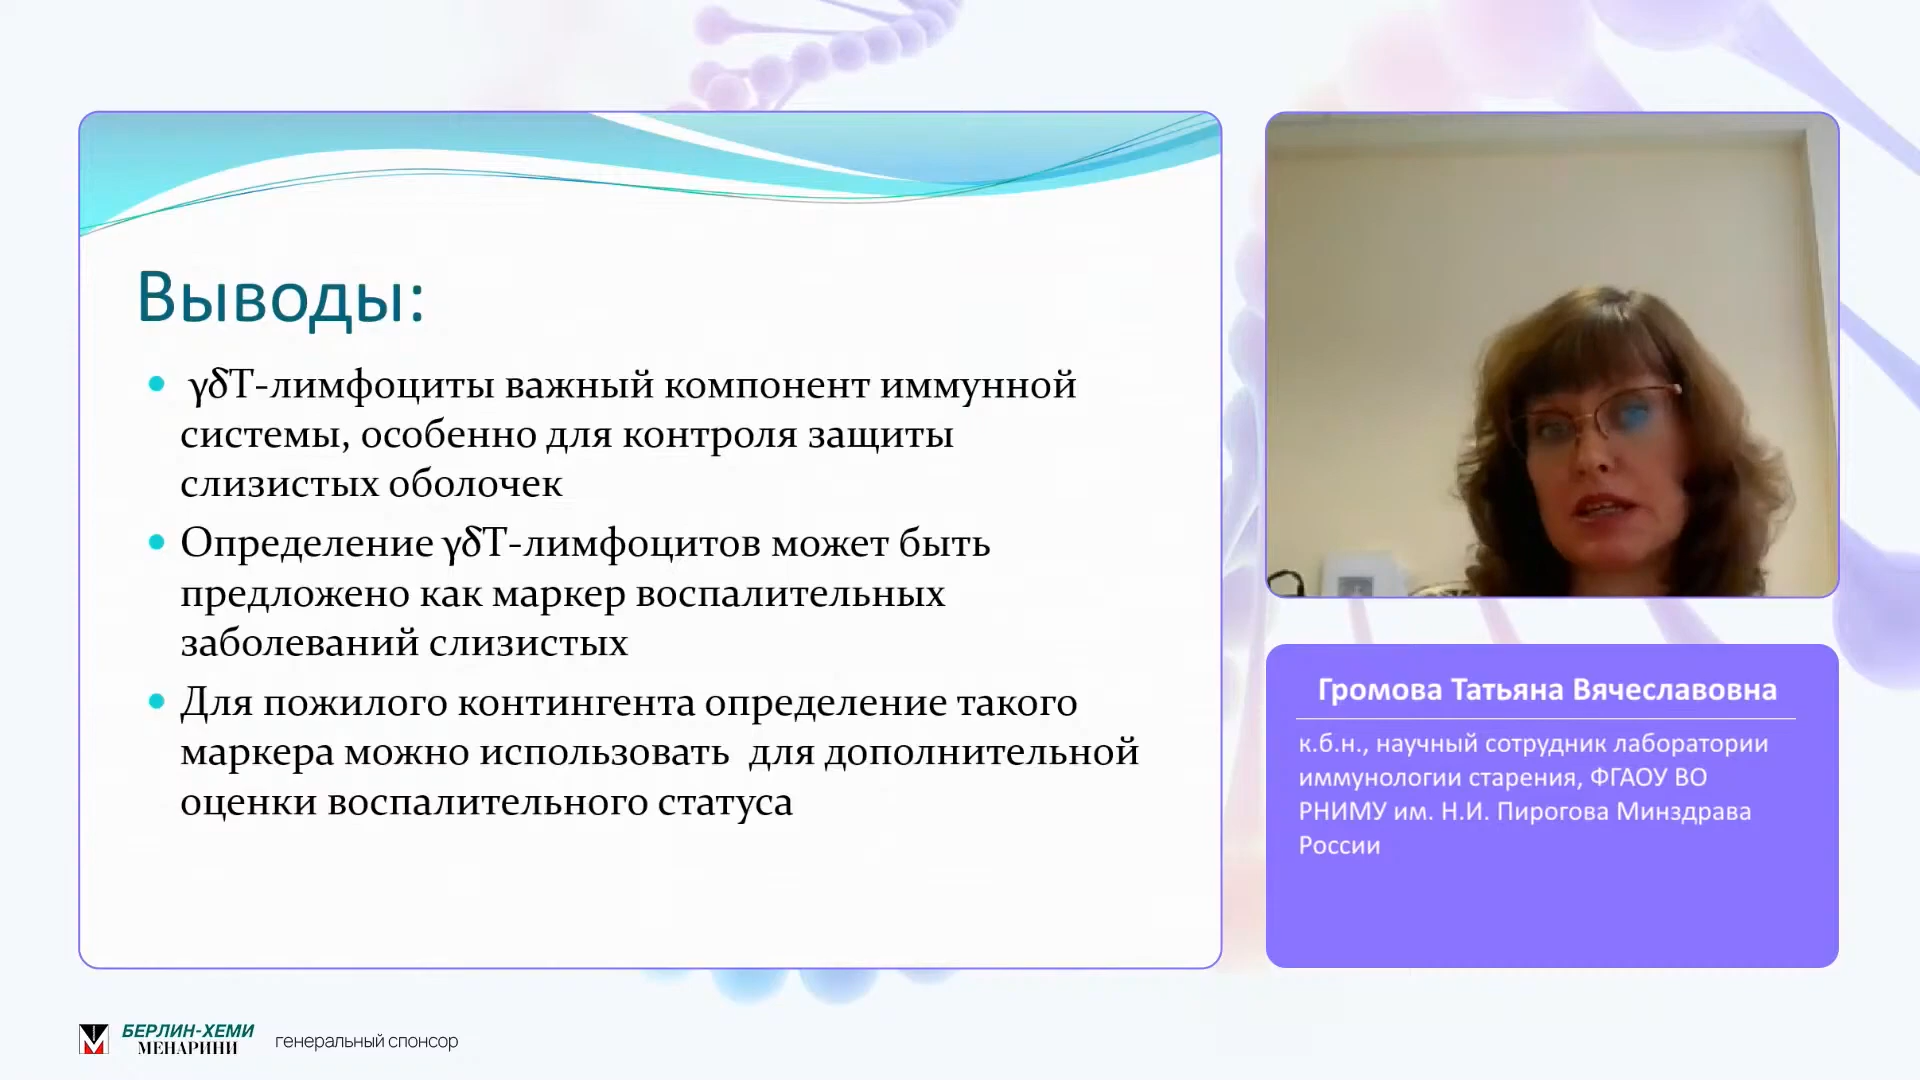 Выводы:
γδТ-лимфоциты важный компонент иммунной
системы, особенно для контроля защиты
слизистых оболочек
Определение γδТ-лимфоцитов может быть
предложено как маркер воспалительных
заболеваний слизистых
Для пожилого контингента определение такого
маркера можно использовать для дополнительной
оценки воспалительного статуса
Громова Татьяна Вячеславовна
к.б.н., научный сотрудник лаборатории
иммунологии старения, ФГАОУ ВО
РНИМУ им. Н.И. Пирогова Минздрава
России
БЕРЛИН-ХЕМИ
МЕНАРИНИ
генеральный спонсор